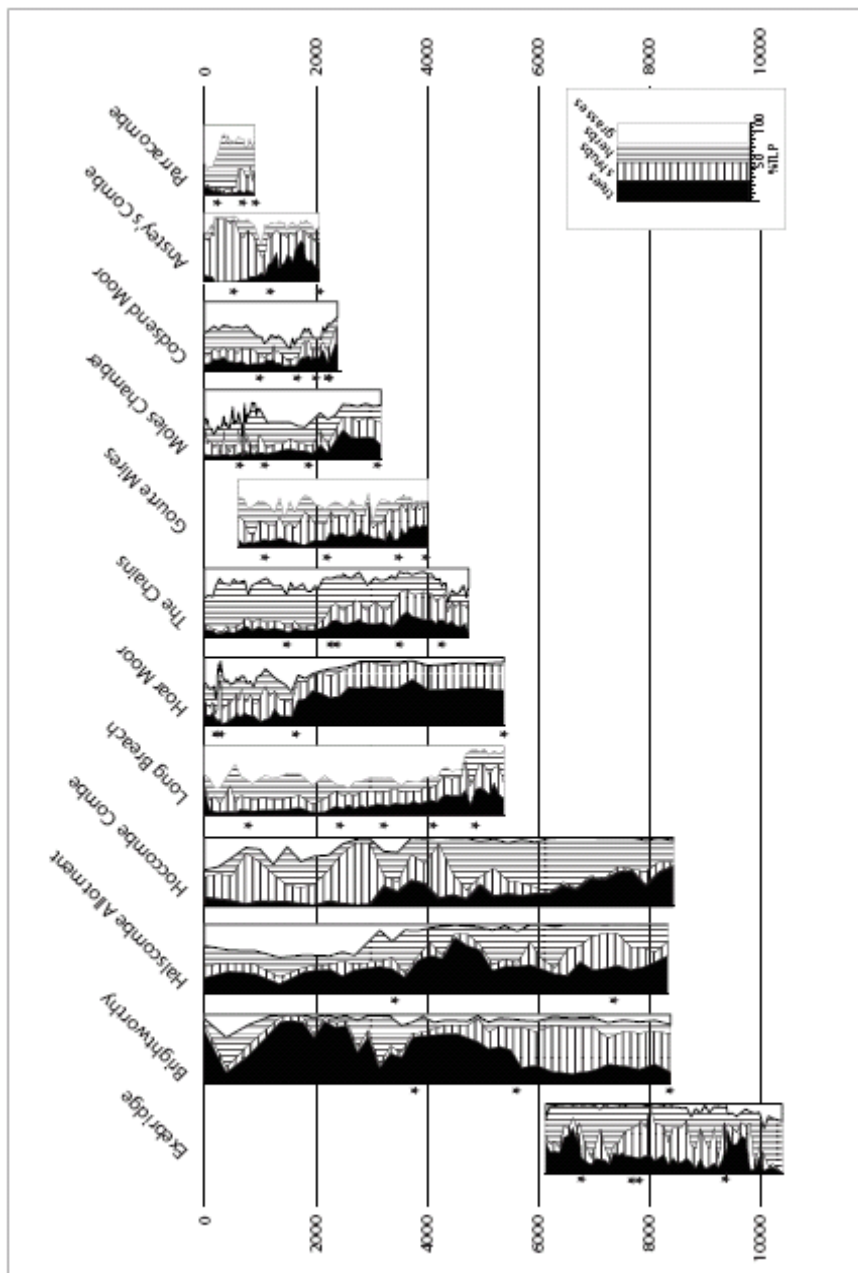 0 2000 4000 6000 8000 10000
Parracombe
Anstey's Combe
Codsend Moor
Moles Chamber
Gourte Mires
The Chains
Hoar Moor
Long Breach
Hoccombe Combe
Halscombe Allotment
Brightworthy
Exebridge
0 2000 4000 6000 8000 10000
trees
shrubs
herbs
grasses
50
100
%TLP